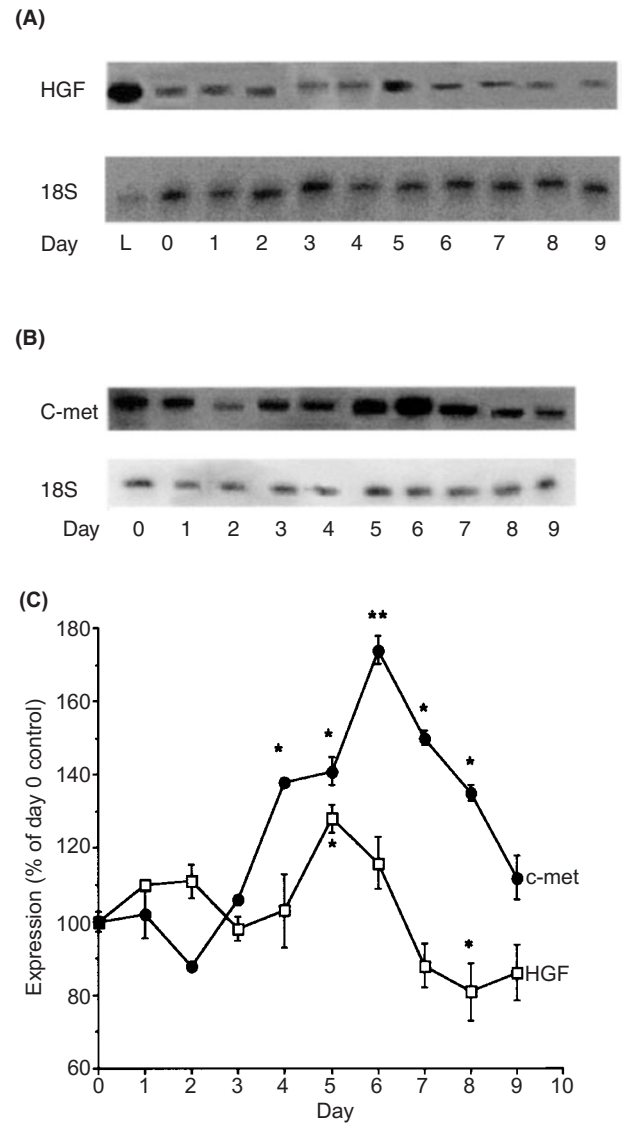 (A)
HGF
18S
Day L 0 1 2 3 4 5 6 7 8 9
(B)
C-met
18S
Day 0 1 2 3 4 5 6 7 8 9
(C)
Expression (% of day 0 control)
180
160
140
120
100
80
60
**
*
*
*
*
*
*
c-met
HGF
0 1 2 3 4 5 6 7 8 9 10
Day